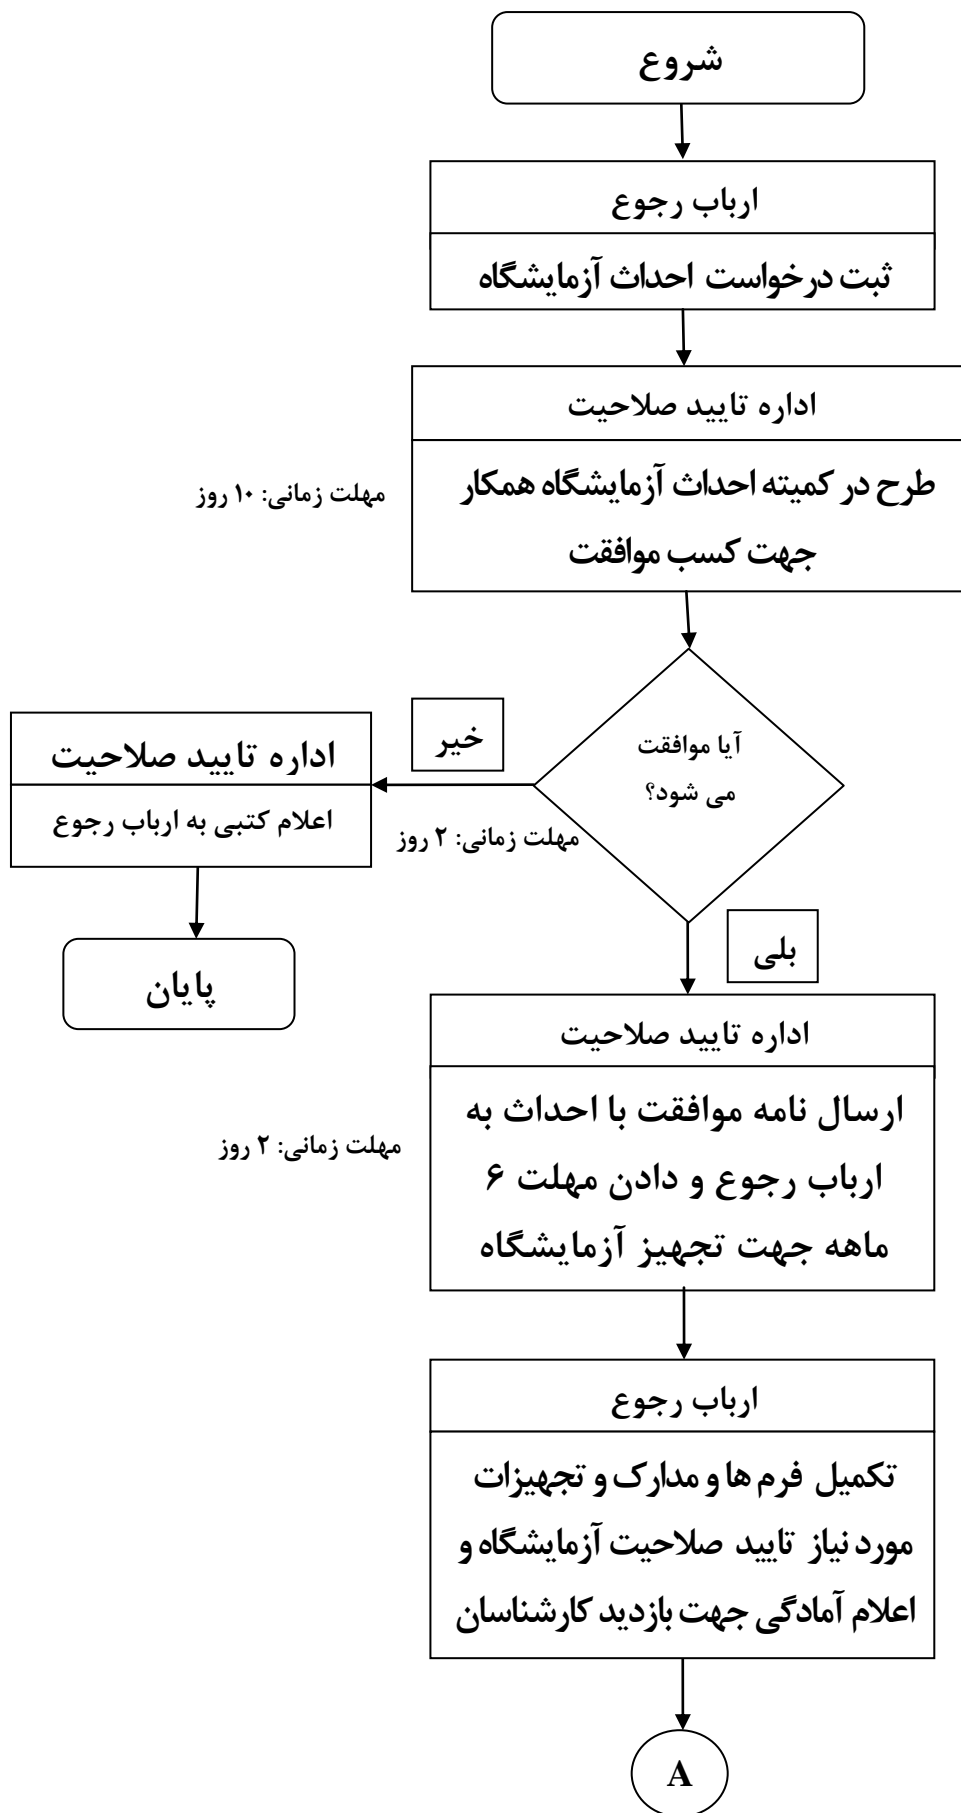 شروع
ارباب رجوع
ثبت درخواست احداث آزمایشگاه
اداره تایید صلاحیت
طرح در کمیته احداث آزمایشگاه همکار
جهت کسب موافقت
مهلت زمانی: ۱۰ روز
آیا موافقت
می شود؟
خیر
مهلت زمانی: ۲ روز
اداره تایید صلاحیت
اعلام کتبی به ارباب رجوع
پایان
بلی
اداره تایید صلاحیت
ارسال نامه موافقت با احداث به
ارباب رجوع و دادن مهلت ۶
ماهه جهت تجهیز آزمایشگاه
مهلت زمانی: ۲ روز
ارباب رجوع
تکمیل فرم ها و مدارک و تجهیزات
مورد نیاز تایید صلاحیت آزمایشگاه و
اعلام آمادگی جهت بازدید کارشناسان
A